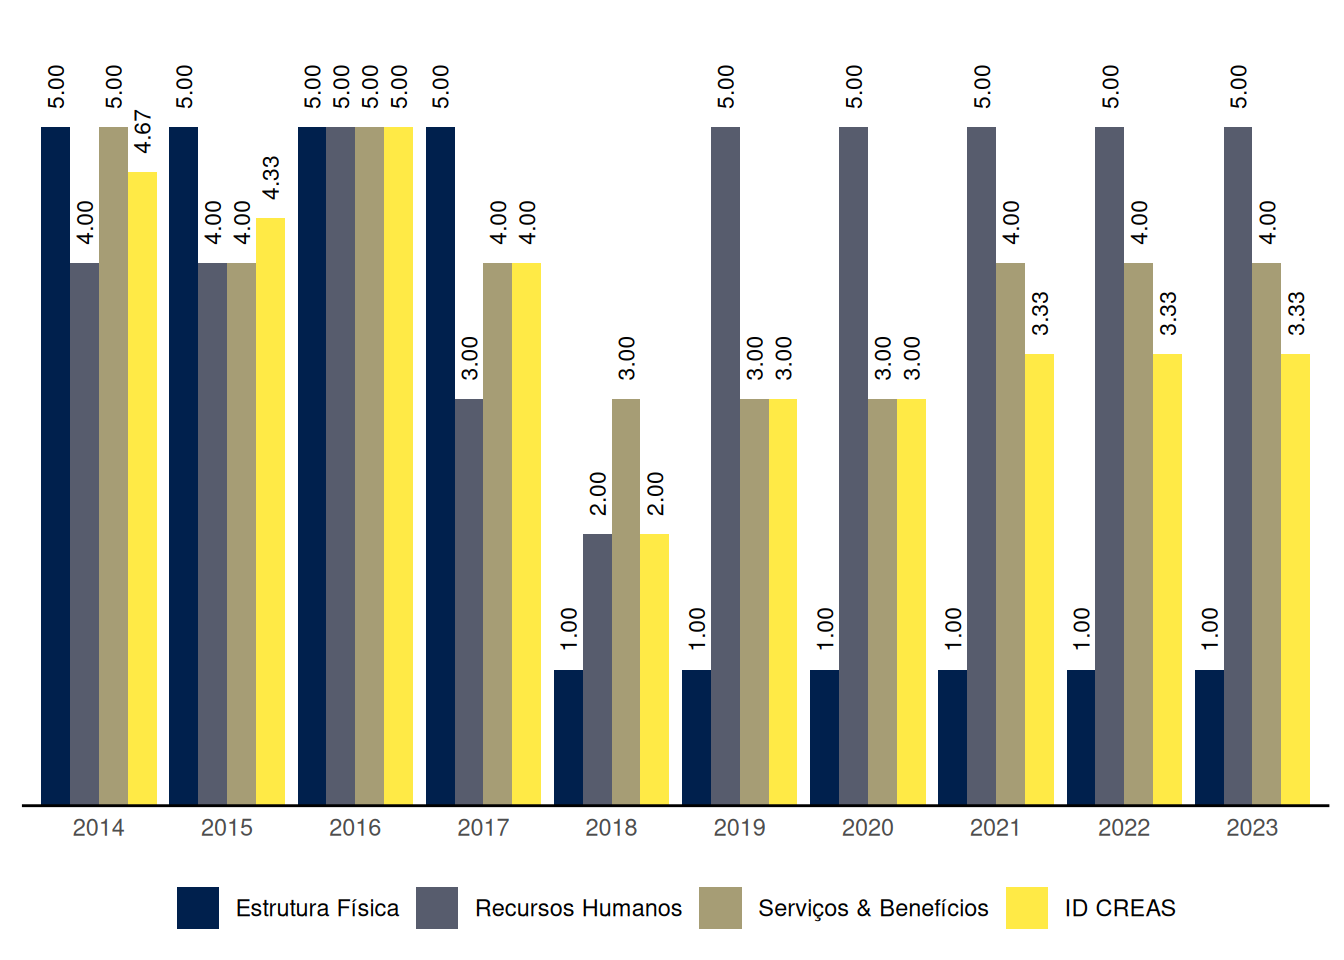 5.00 4.00 5.00 4.67 5.00 4.00 4.00 4.33 5.00 5.00 5.00 5.00 5.00 3.00 4.00 4.00 1.00 2.00 3.00 2.00 1.00 5.00 3.00 3.00 1.00 5.00 3.00 3.00 1.00 5.00 4.00 3.33 1.00 5.00 4.00 3.33 1.00 5.00 4.00 3.33
2014 2015 2016 2017 2018 2019 2020 2021 2022 2023
Estrutura Física Recursos Humanos Serviços & Benefícios ID CREAS